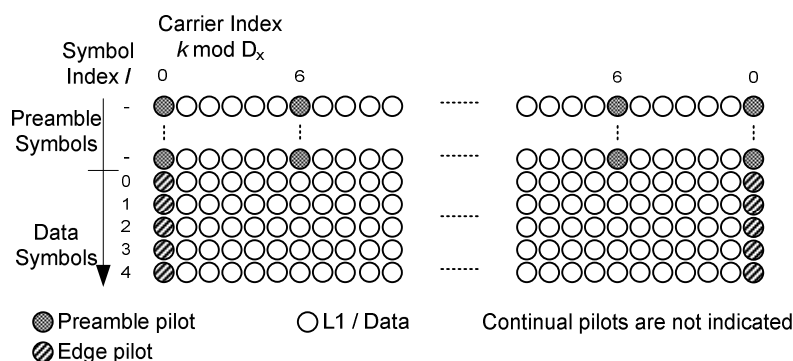 Carrier Index
k mod Dx
Symbol
Index l
0 6 6 0
-
Preamble
Symbols
-
0
1
2
Data
Symbols
3
4
Preamble pilot
L1 / Data
Continual pilots are not indicated
Edge pilot